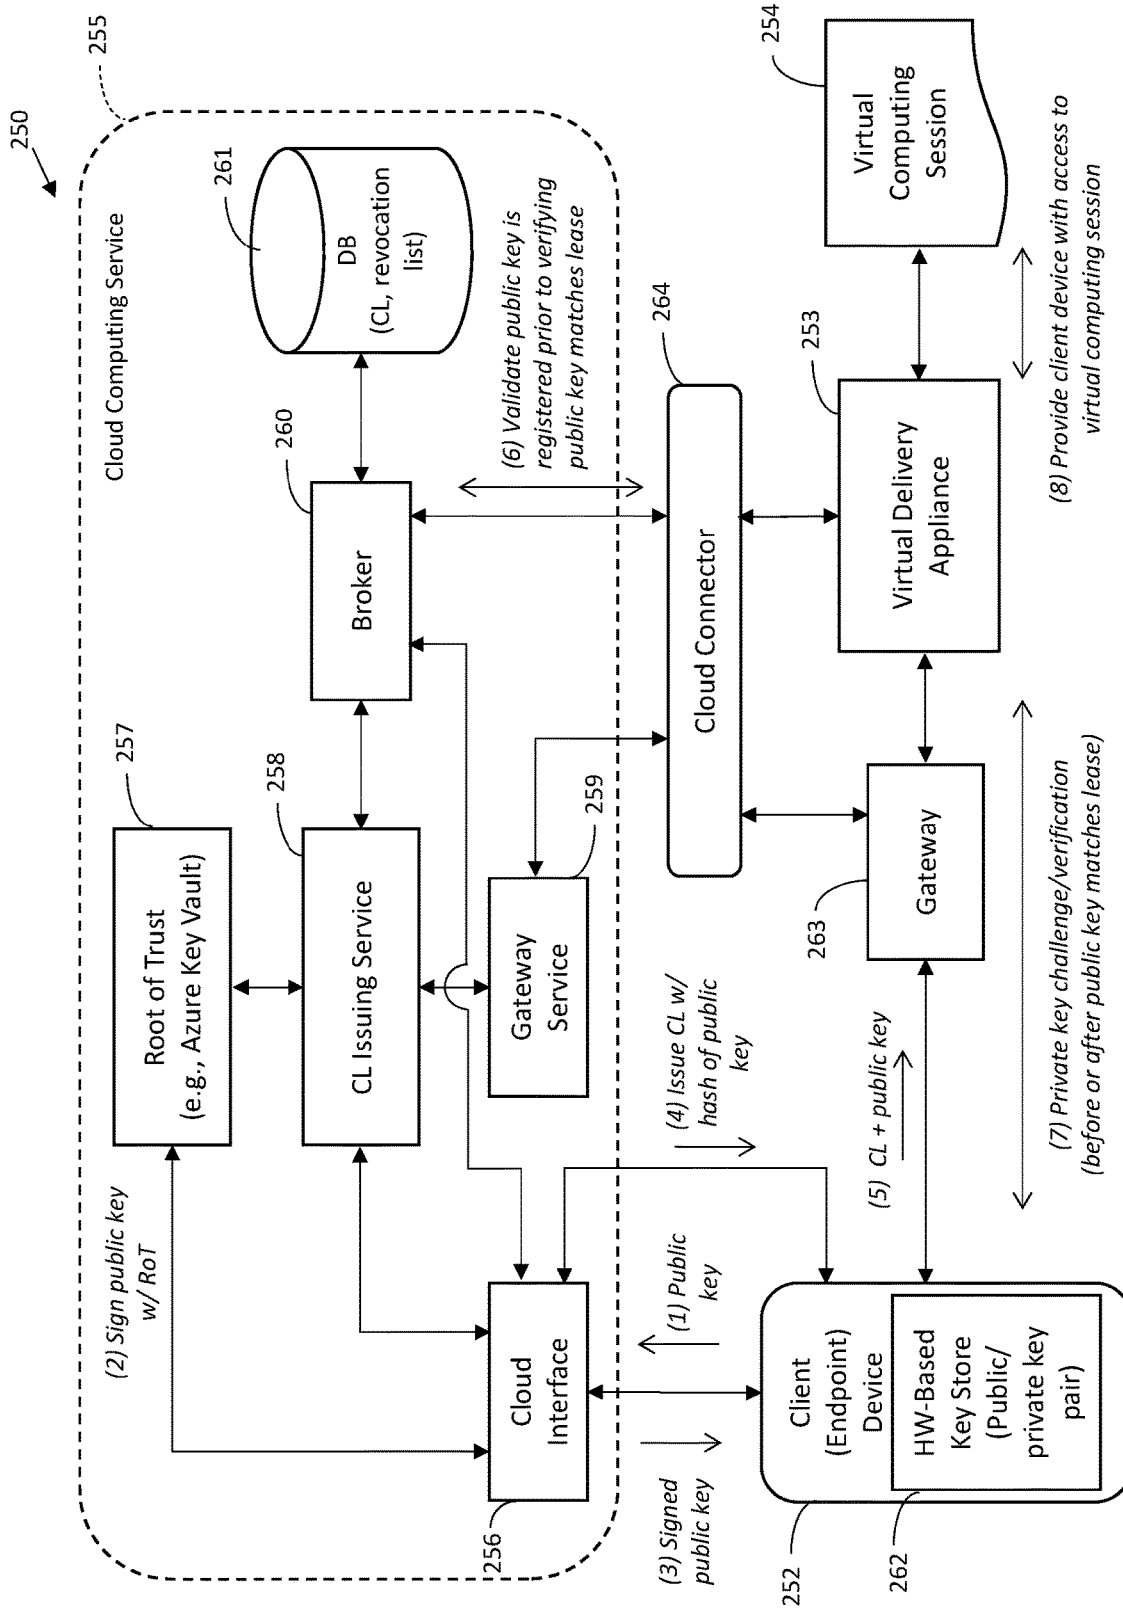 250
255
Cloud Computing Service
(2) Sign public key
w/ RoT
Root of Trust
(e.g., Azure Key Vault)
257
CL Issuing Service
258
Broker
260
DB
(CL, revocation
list)
261
Cloud
Interface
256
Gateway
Service
259
(6) Validate public key is
registered prior to verifying
public key matches lease
(3) Signed
public key
(1) Public
key
(4) Issue CL w/
hash of public
key
Cloud Connector
264
Client
(Endpoint)
Device
HW-Based
Key Store
(Public/
private key
pair)
252
262
(5) CL + public key
Gateway
263
Virtual Delivery
Appliance
253
Virtual
Computing
Session
254
(7) Private key challenge/verification
(before or after public key matches lease)
(8) Provide client device with access to
virtual computing session